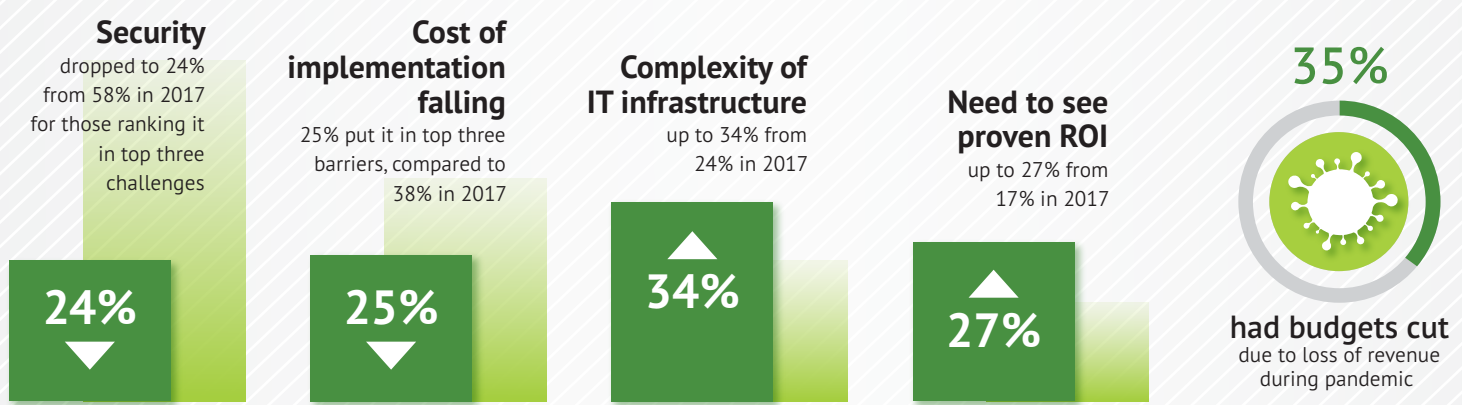 Security
dropped to 24%
from 58% in 2017
for those ranking it
in top three
challenges
24%
Cost of
implementation
falling
25% put it in top three
barriers, compared to
38% in 2017
25%
Complexity of
IT infrastructure
up to 34% from
24% in 2017
34%
Need to see
proven ROI
up to 27% from
17% in 2017
27%
35%
had budgets cut
due to loss of revenue
during pandemic